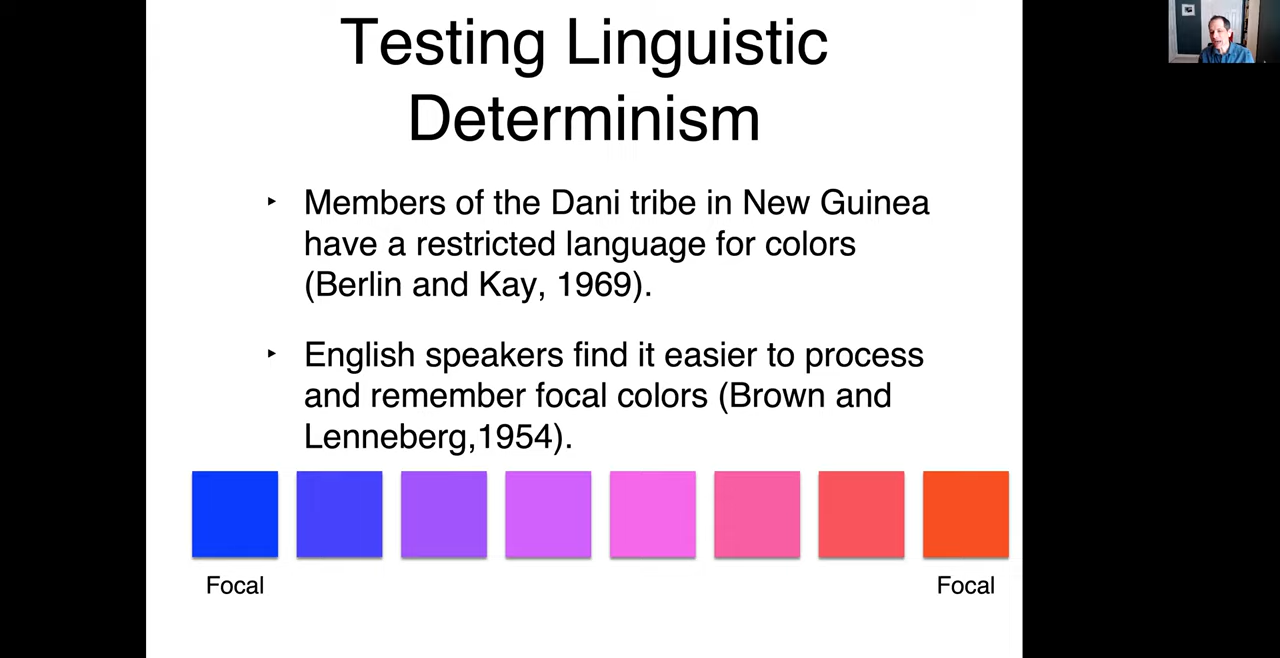 Testing Linguistic
Determinism
‣ Members of the Dani tribe in New Guinea
have a restricted language for colors
(Berlin and Kay, 1969).
‣ English speakers find it easier to process
and remember focal colors (Brown and
Lenneberg,1954).
Focal Focal